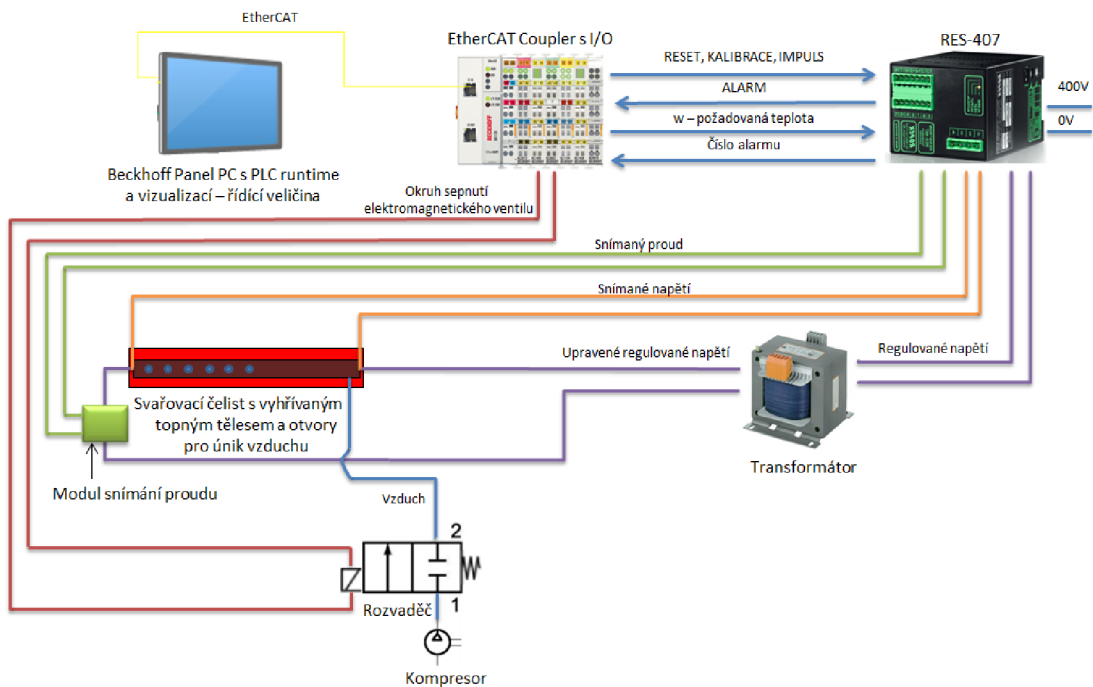 EtherCAT
EtherCAT Coupler s I/O
RES-407
RESET, KALIBRACE, IMPULS
ALARM
400V
w – požadovaná teplota
0V
Číslo alarmu
BECKHOFF
Beckhoff Panel PC s PLC runtime
a vizualizací – řídící veličina
Okruh sepnutí
elektromagnetického ventilu
Snímaný proud
Snímané napětí
Upravené regulované napětí
Regulované napětí
Svařovací čelist s vyhřívaným
topným tělesem a otvory
pro únik vzduchu
Transformátor
Modul snímání proudu
Vzduch
2
1
Rozvaděč
Kompresor